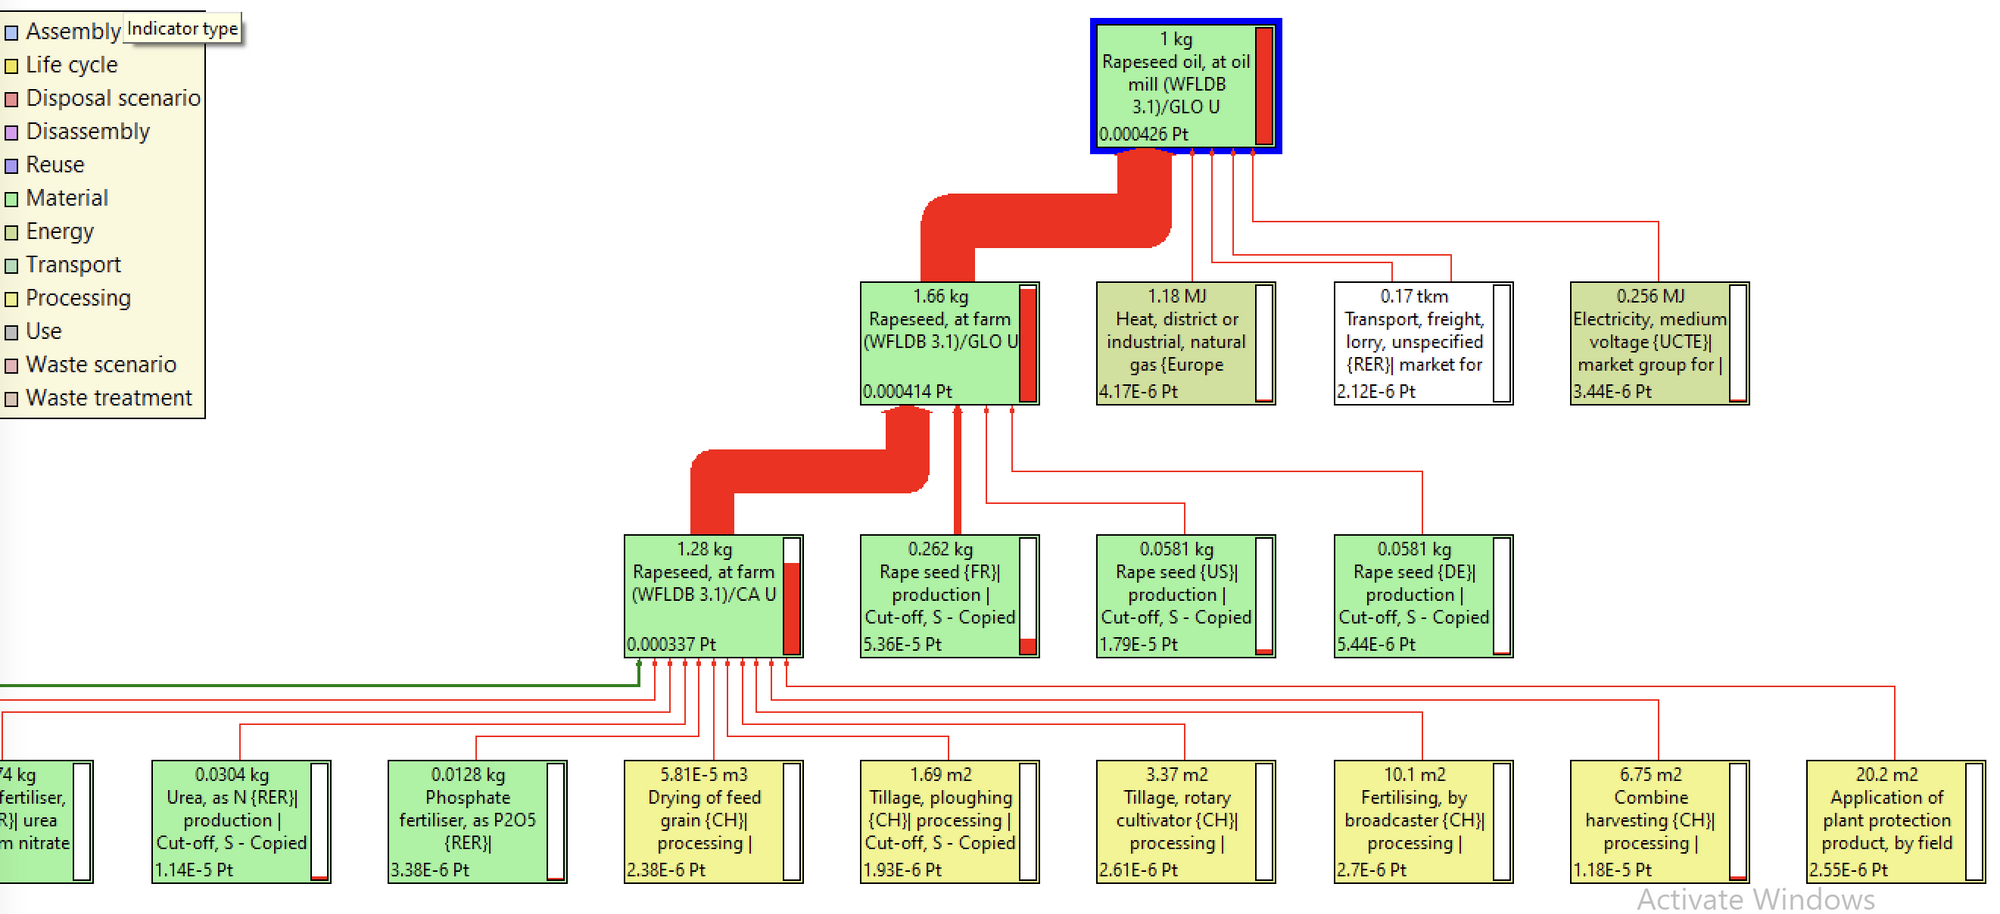 Assembly
Indicator type
Life cycle
Disposal scenario
Disassembly
Reuse
Material
Energy
Transport
Processing
Use
Waste scenario
Waste treatment
1 kg
Rapeseed oil, at oil
mill (WFLDB
3.1)/GLO U
0.000426 Pt
1.66 kg
Rapeseed, at farm
(WFLDB 3.1)/GLO U
0.000414 Pt
1.18 MJ
Heat, district or
industrial, natural
gas {Europe
4.17E-6 Pt
0.17 tkm
Transport, freight,
lorry, unspecified
{RER}| market for
2.12E-6 Pt
0.256 MJ
Electricity, medium
voltage {UCTE}|
market group for |
3.44E-6 Pt
1.28 kg
Rapeseed, at farm
(WFLDB 3.1)/CA U
0.000337 Pt
0.262 kg
Rape seed {FR}|
production |
Cut-off, S - Copied
5.36E-5 Pt
0.0581 kg
Rape seed {US}|
production |
Cut-off, S - Copied
1.79E-5 Pt
0.0581 kg
Rape seed {DE}|
production |
Cut-off, S - Copied
5.44E-6 Pt
74 kg
fertiliser,
R}| urea
m nitrate
0.0304 kg
Urea, as N {RER}|
production |
Cut-off, S - Copied
1.14E-5 Pt
0.0128 kg
Phosphate
fertiliser, as P2O5
{RER}|
3.38E-6 Pt
5.81E-5 m3
Drying of feed
grain {CH}|
processing |
2.38E-6 Pt
1.69 m2
Tillage, ploughing
{CH}| processing |
Cut-off, S - Copied
1.93E-6 Pt
3.37 m2
Tillage, rotary
cultivator {CH}|
processing |
2.61E-6 Pt
10.1 m2
Fertilising, by
broadcaster {CH}|
processing |
2.7E-6 Pt
6.75 m2
Combine
harvesting {CH}|
processing |
1.18E-5 Pt
20.2 m2
Application of
plant protection
product, by field
2.55E-6 Pt
Activate Windows